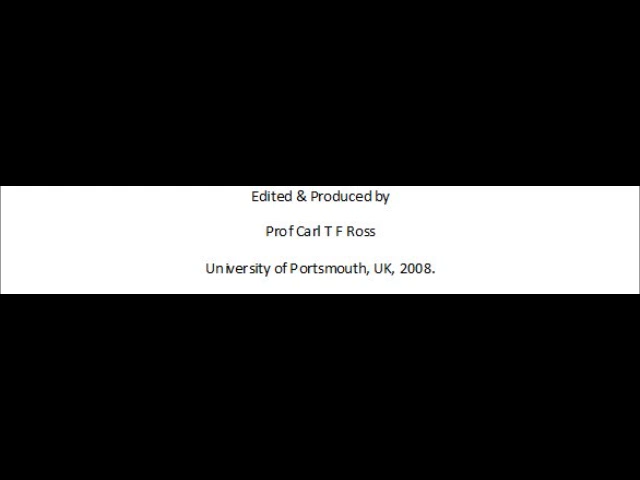 Edited & Produced by
Prof Carl T F Ross
University of Portsmouth, UK, 2008.